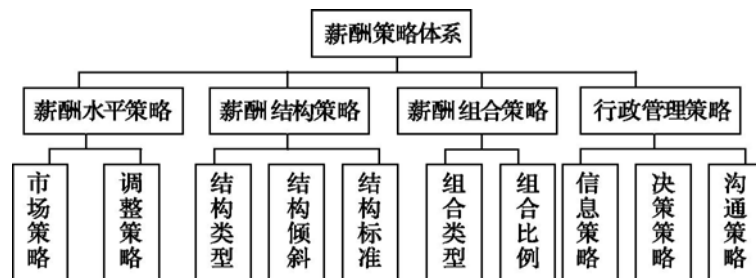 薪酬策略体系
薪酬水平策略
薪酬结构策略
薪酬组合策略
行政管理策略
市场策略
调整策略
结构类型
结构倾斜
结构标准
组合类型
组合比例
信息策略
决策策略
沟通策略